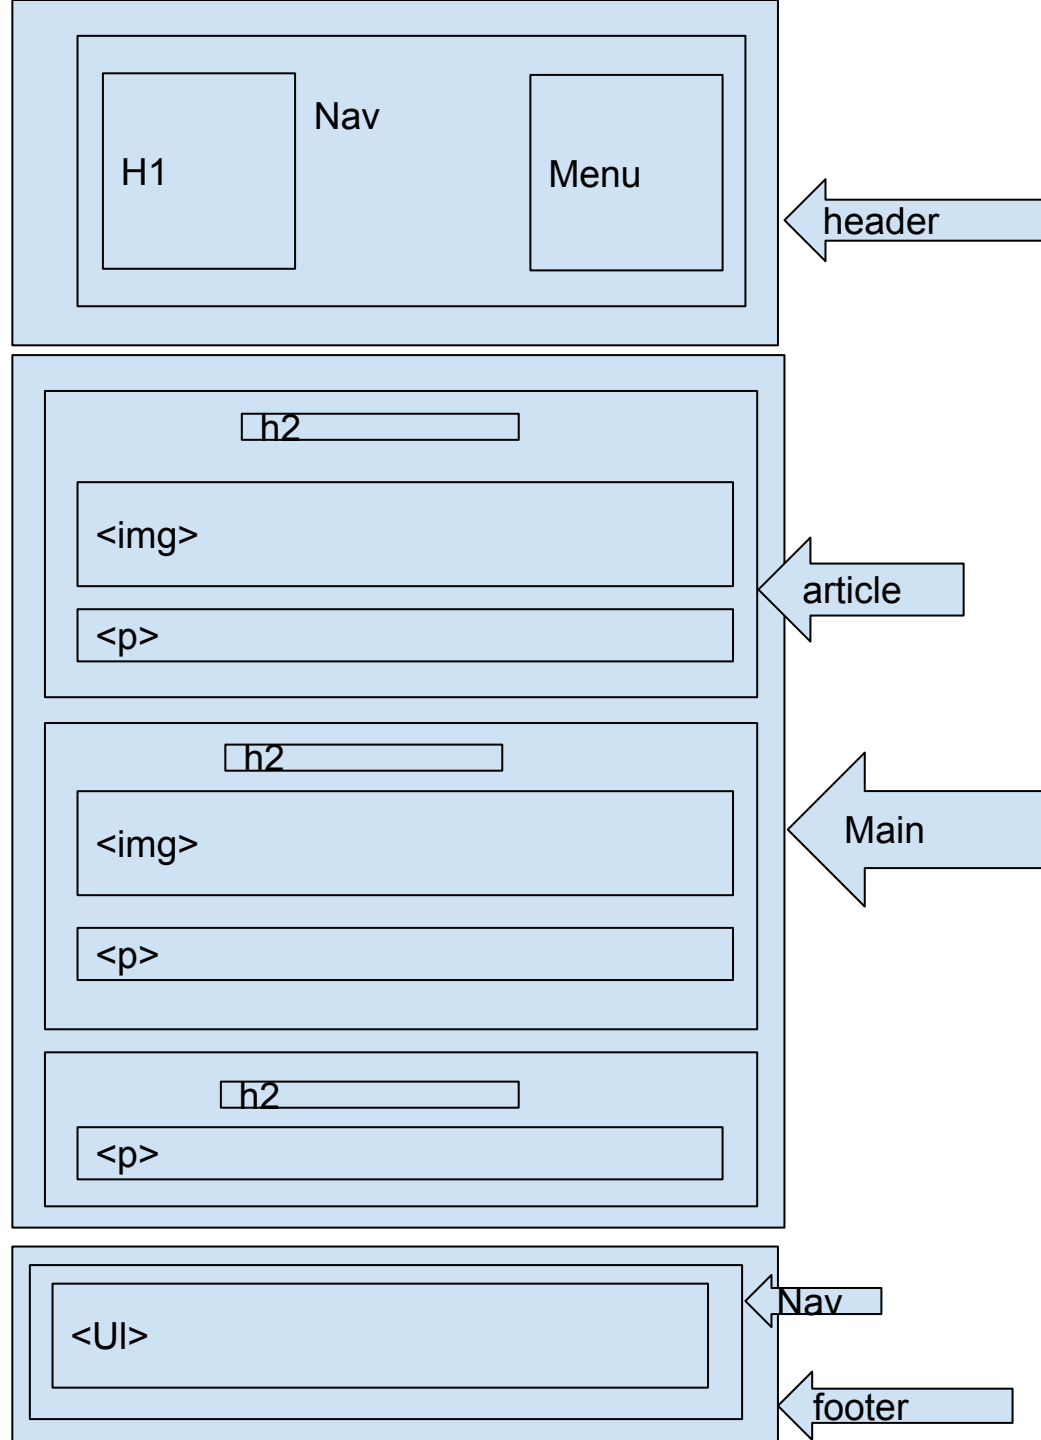 Nav
H1
Menu
header
h2
<img>
article
<p>
h2
<img>
Main
<p>
h2
<p>
Nav
<Ul>
footer